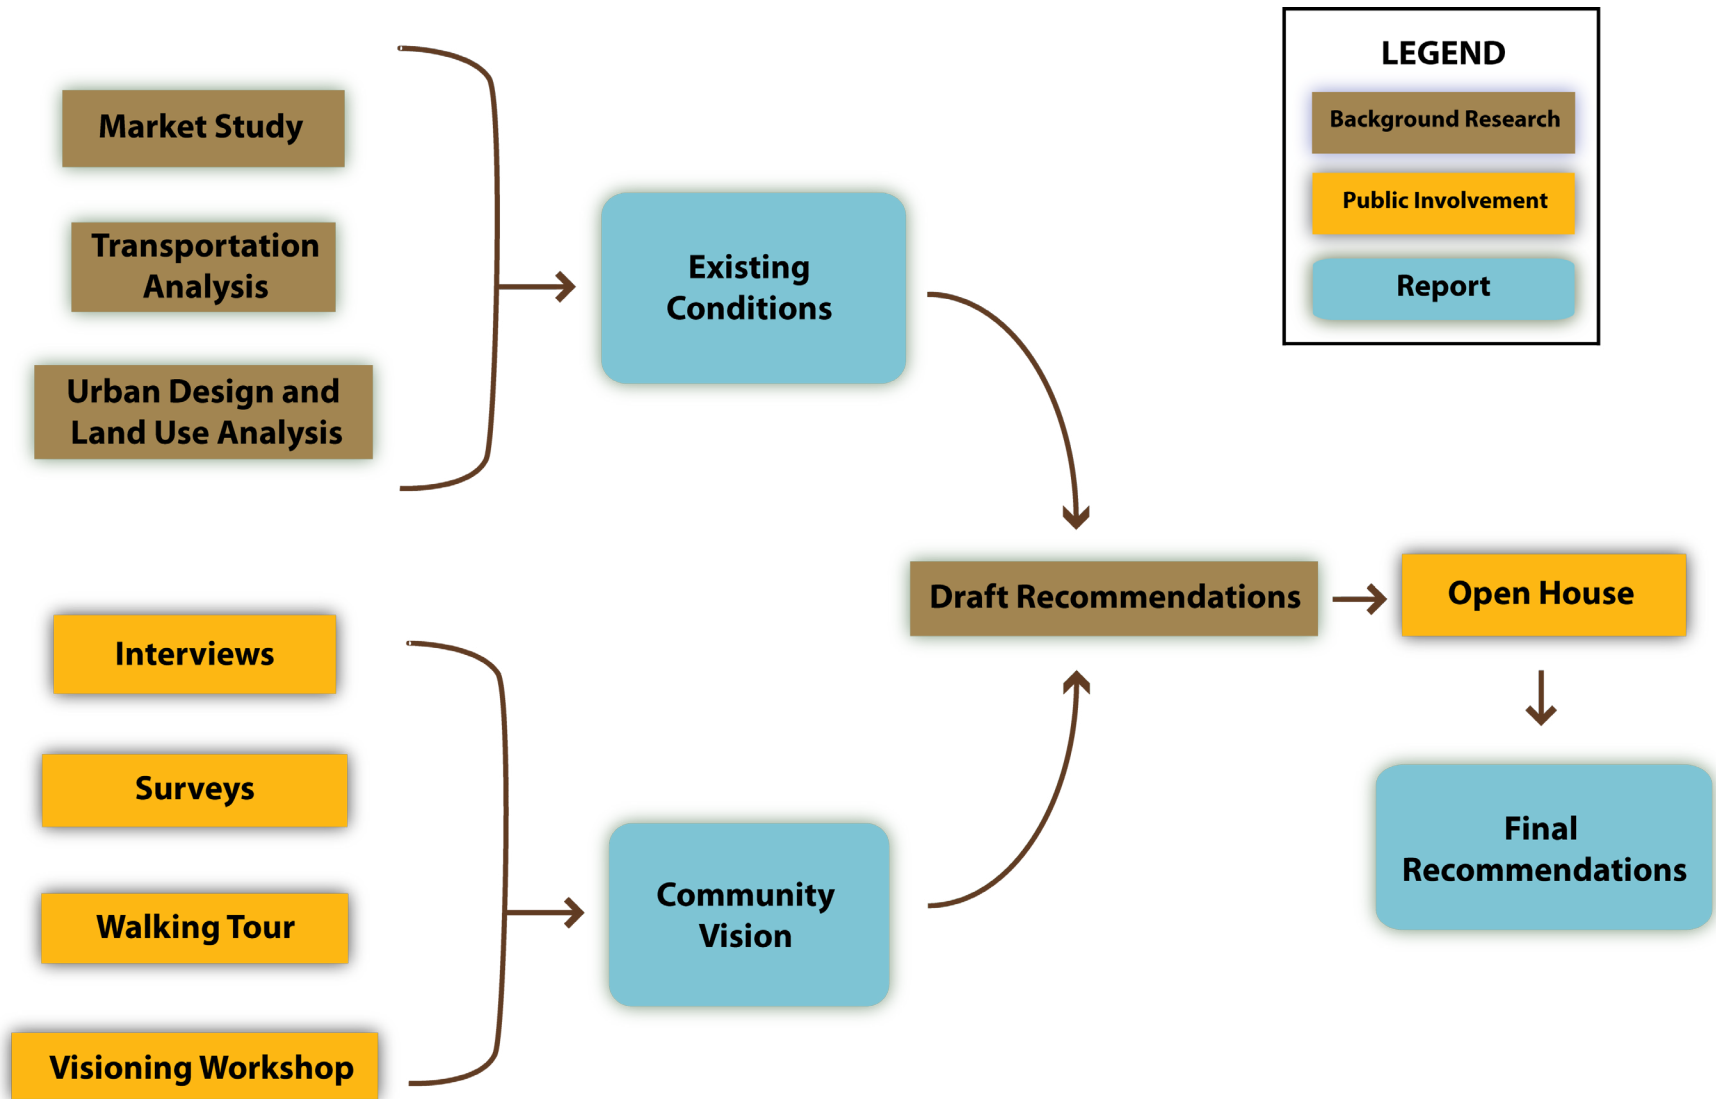 Market Study
Transportation
Analysis
Urban Design and
Land Use Analysis
Existing
Conditions
LEGEND
Background Research
Public Involvement
Report
Interviews
Surveys
Walking Tour
Visioning Workshop
Community
Vision
Draft Recommendations
Open House
Final
Recommendations